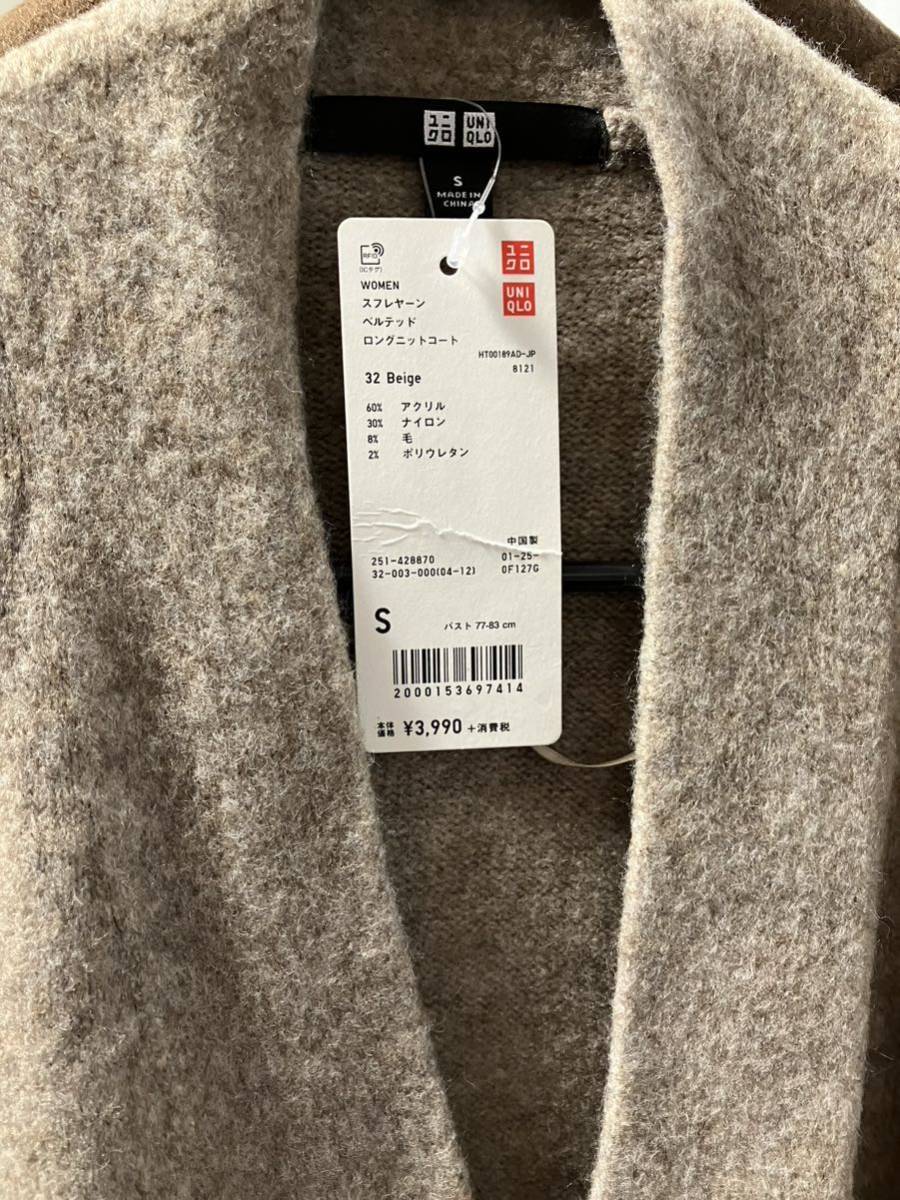 ユニ UNI
クロ QLO
S
MADE IN
CHINA
RFID
(ICタグ)
ユニ
クロ
UNI
QLO
WOMEN
スフレヤーン
ベルテッド
ロングニットコート
HT00189AD-JP
8121
32 Beige
60% アクリル
30% ナイロン
8% 毛
2% ポリウレタン
中国製
251-428870 01-25-
32-003-000(04-12) 0F127G
S バスト 77-83 cm
2000153697414
本体価格 ¥3,990 +消費税